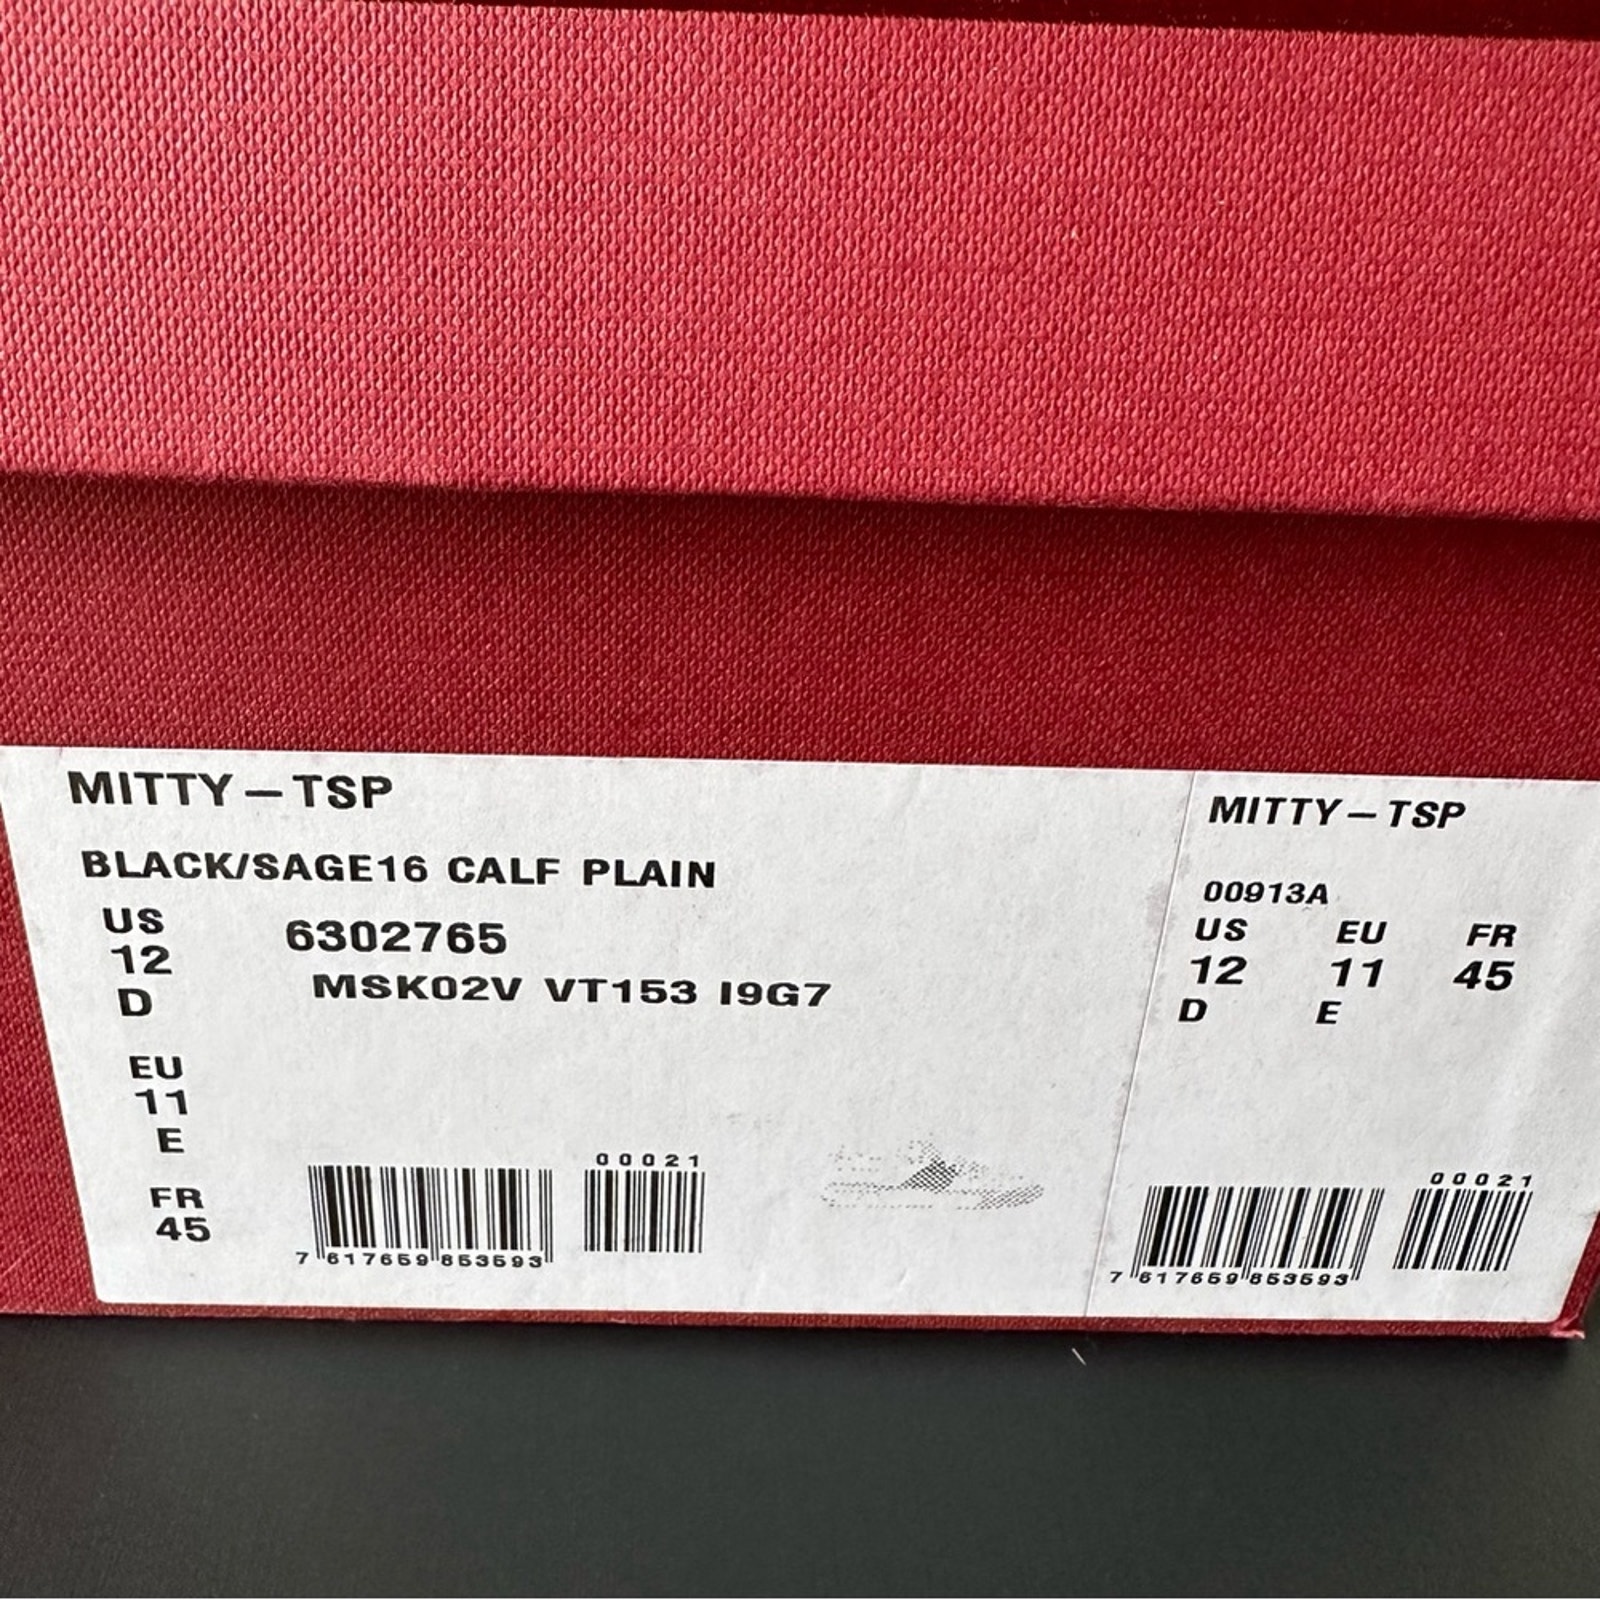 MITTY—TSP
BLACK/SAGE16 CALF PLAIN
US
12
D
6302765
MSK02V VT153 I9G7
EU
11
E
FR
45
00021
7 617659 853593
MITTY—TSP
00913A
US EU FR
12 11 45
D E
00021
7 617659 853593